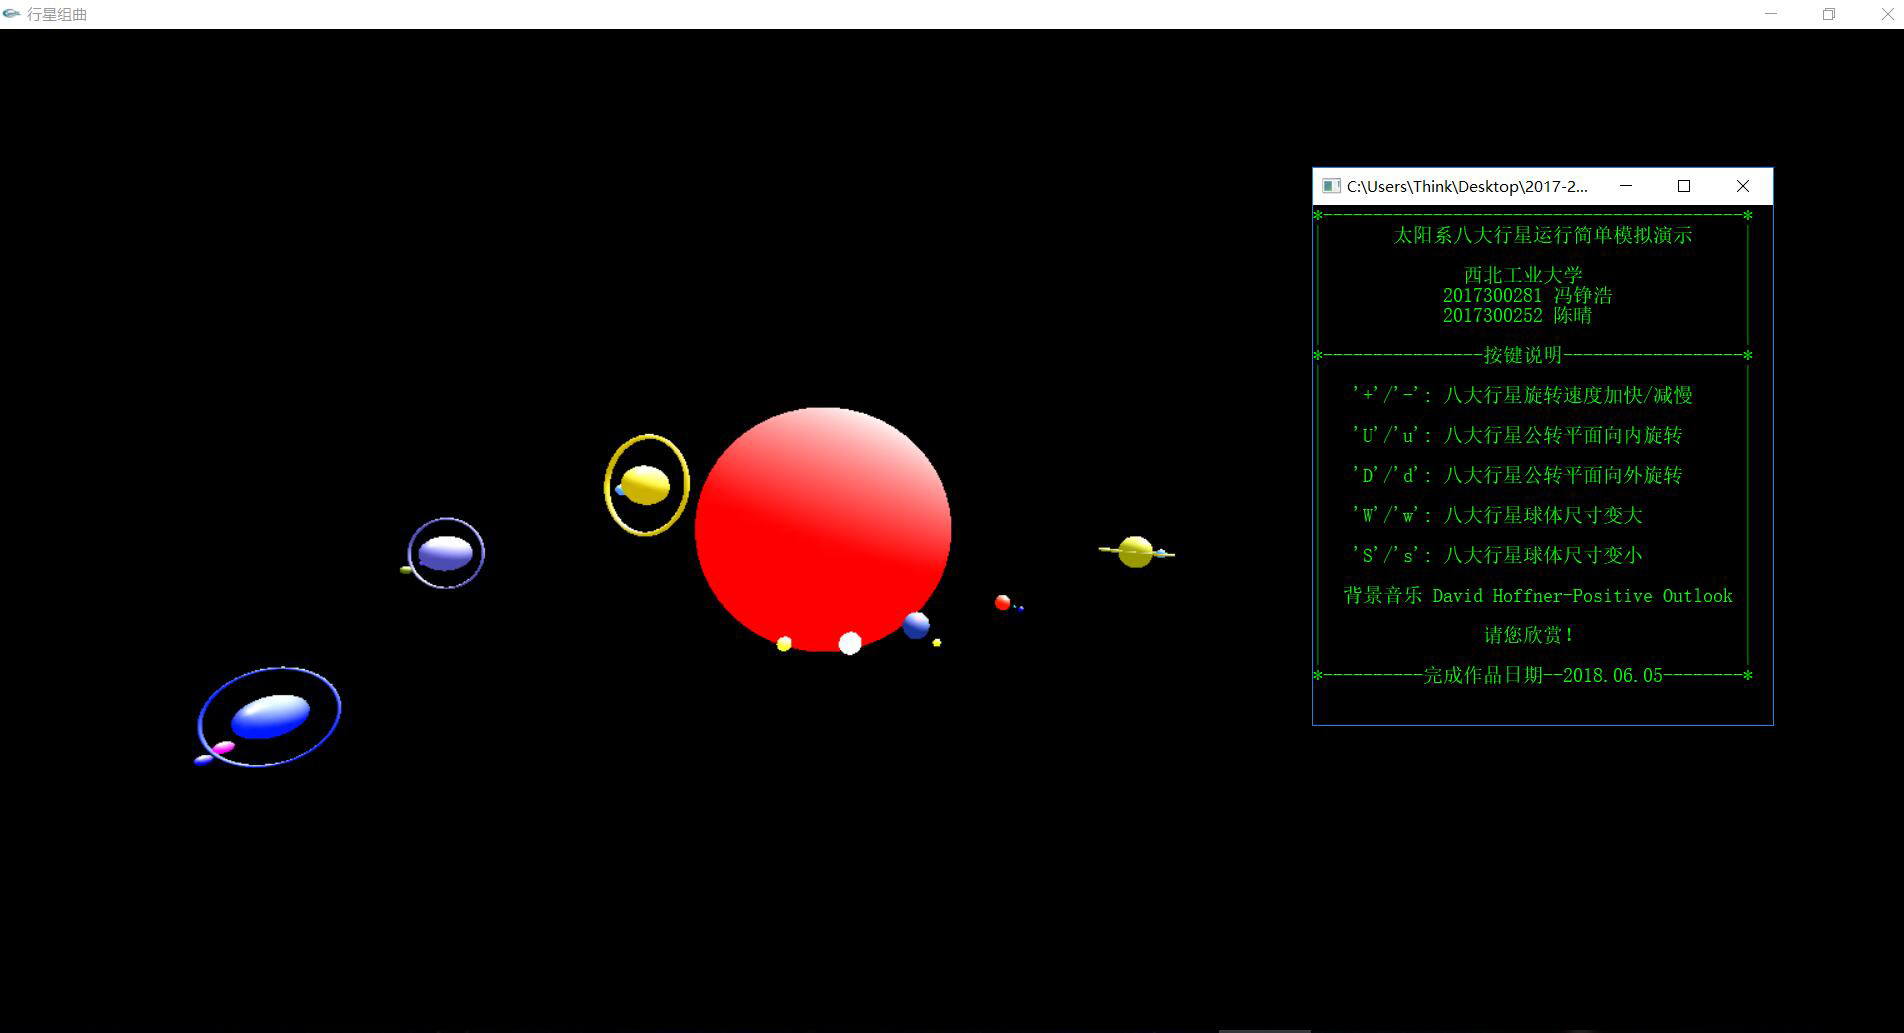 行星组曲
C:\Users\Think\Desktop\2017-2...
*------------------------------------------*
太阳系八大行星运行简单模拟演示
西北工业大学
2017300281 冯铮浩
2017300252 陈晴
*----------------按键说明------------------*
'+'/'-': 八大行星旋转速度加快/减慢
'U'/'u': 八大行星公转平面向内旋转
'D'/'d': 八大行星公转平面向外旋转
'W'/'w': 八大行星球体尺寸变大
'S'/'s': 八大行星球体尺寸变小
背景音乐 David Hoffner-Positive Outlook
请您欣赏!
*----------完成作品日期--2018.06.05--------*